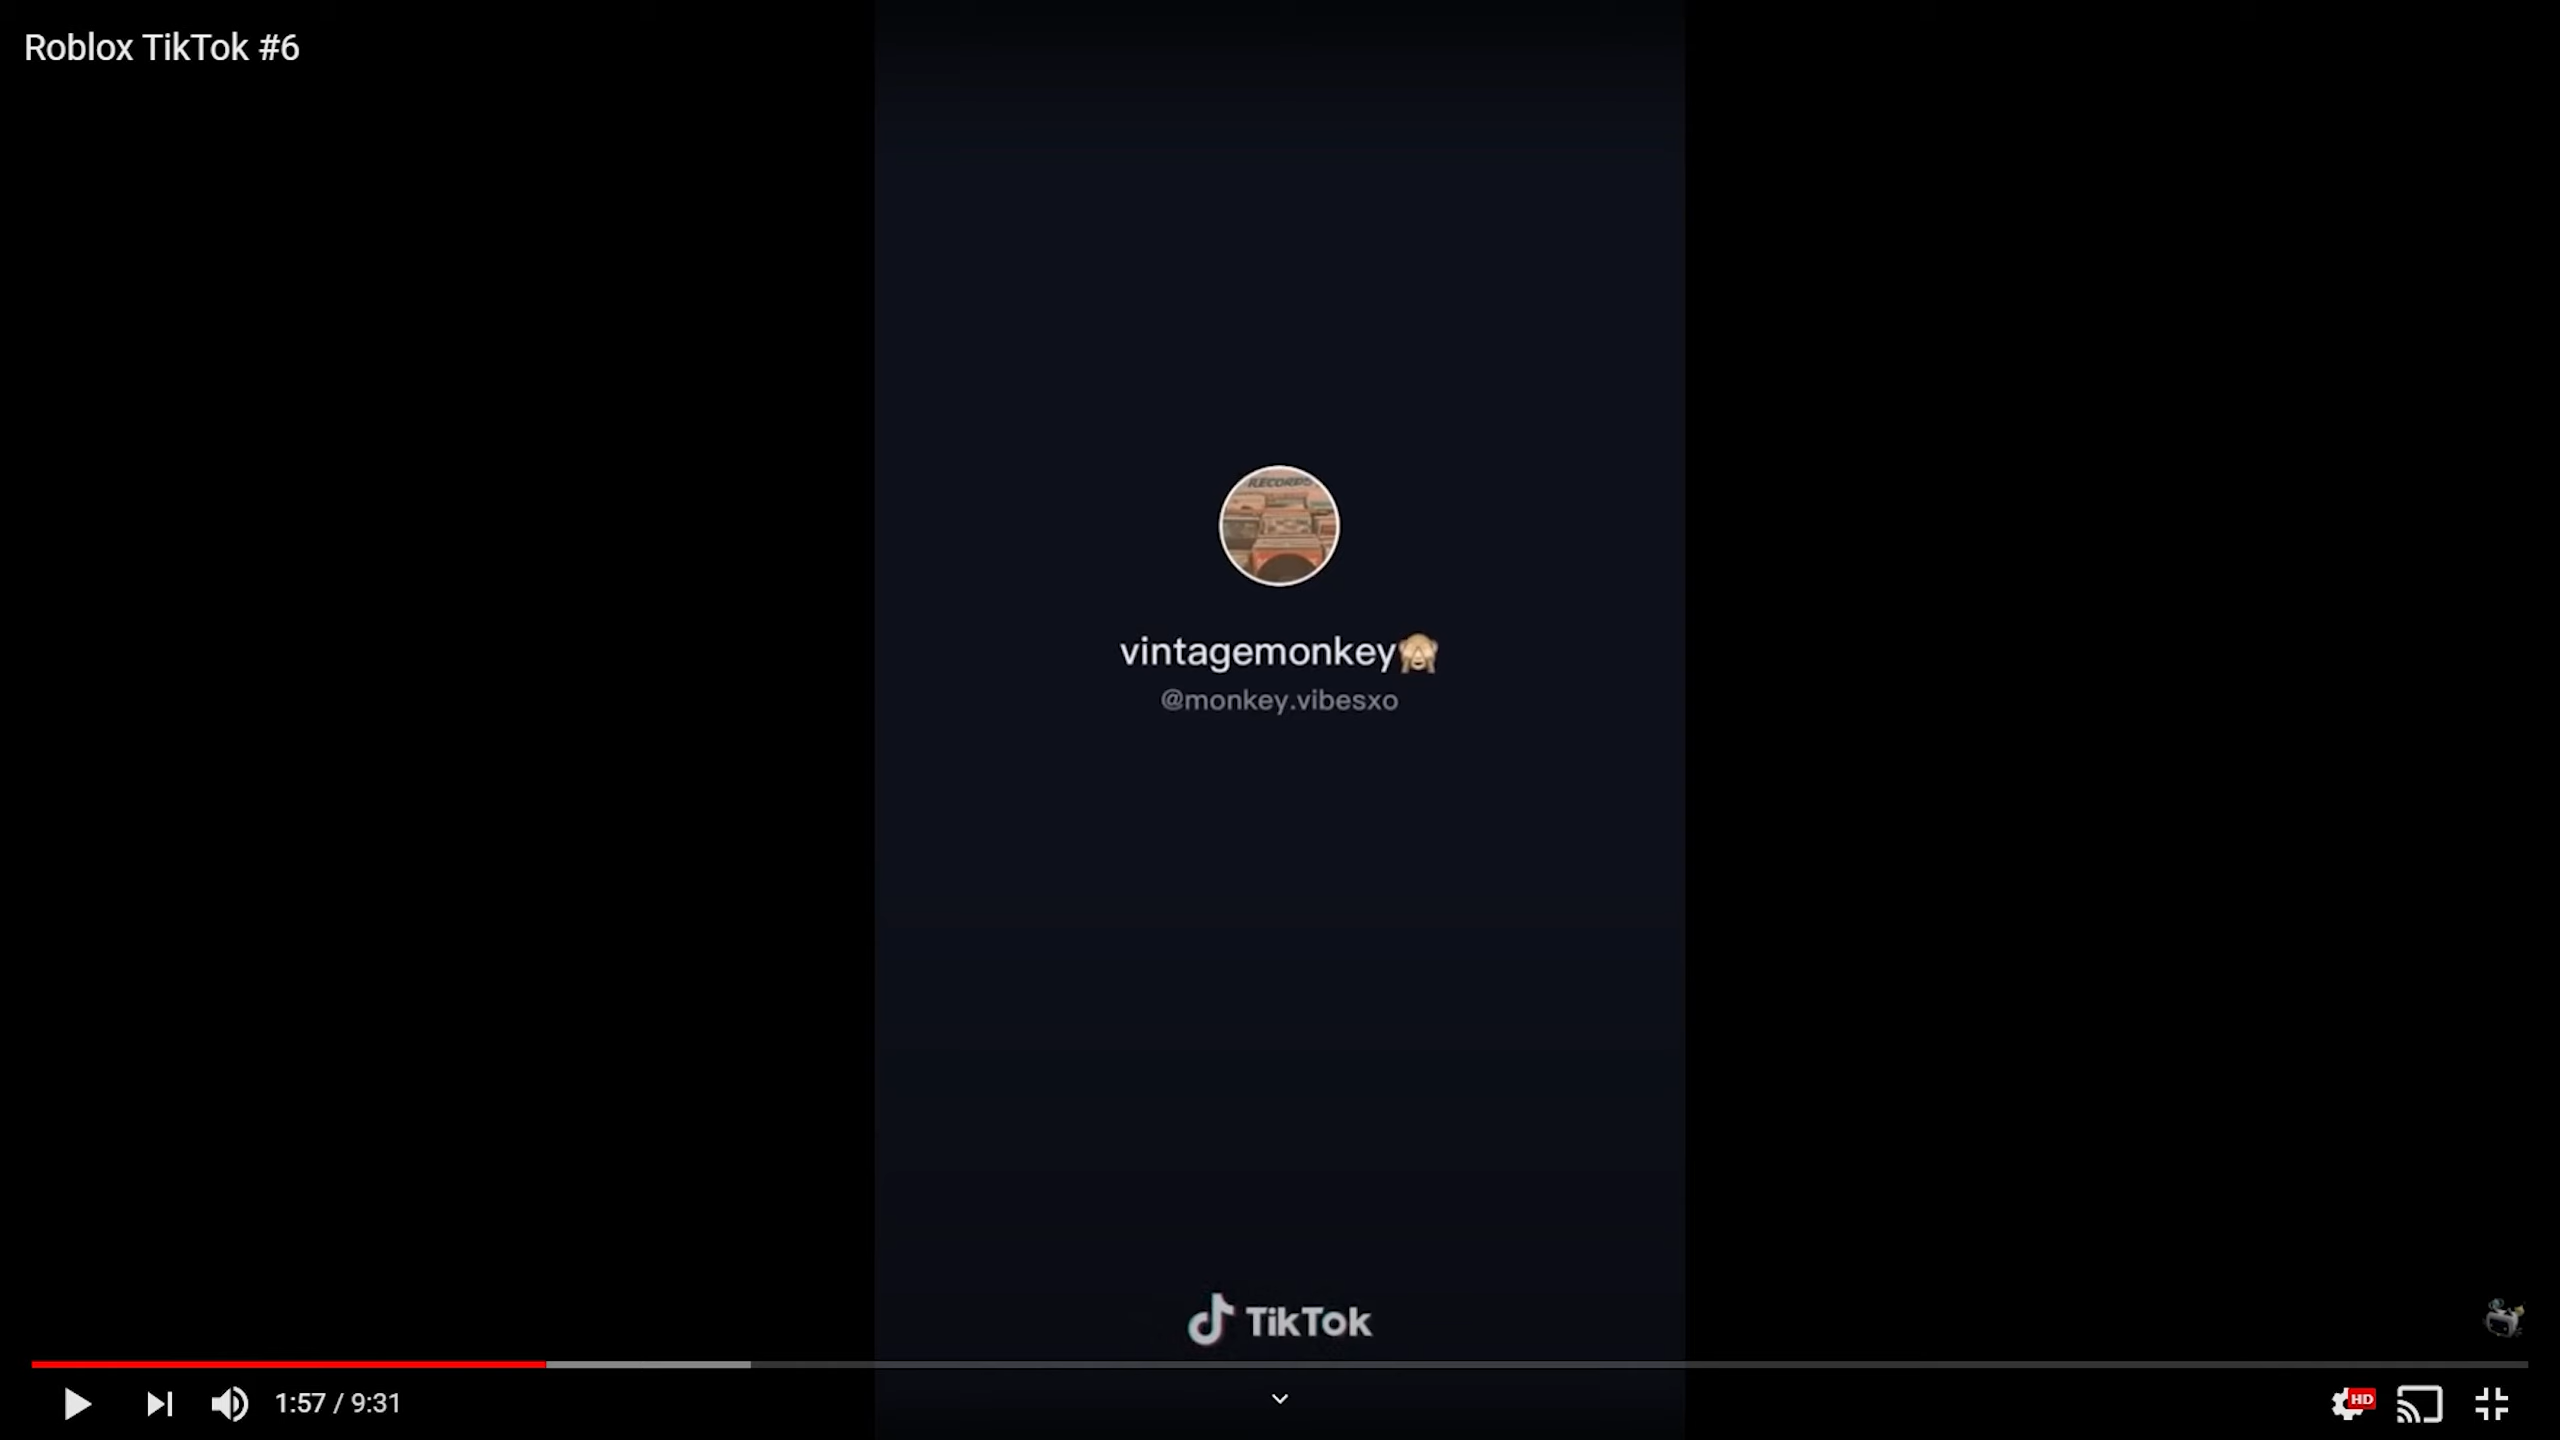 Roblox TikTok #6
RECORDS
vintagemonkey🙈
@monkey.vibesxo
TikTok
1:57 / 9:31
HD